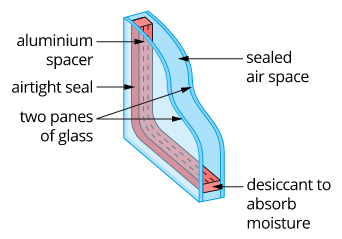 aluminium
spacer
airtight seal
two panes
of glass
sealed
air space
desiccant to
absorb
moisture